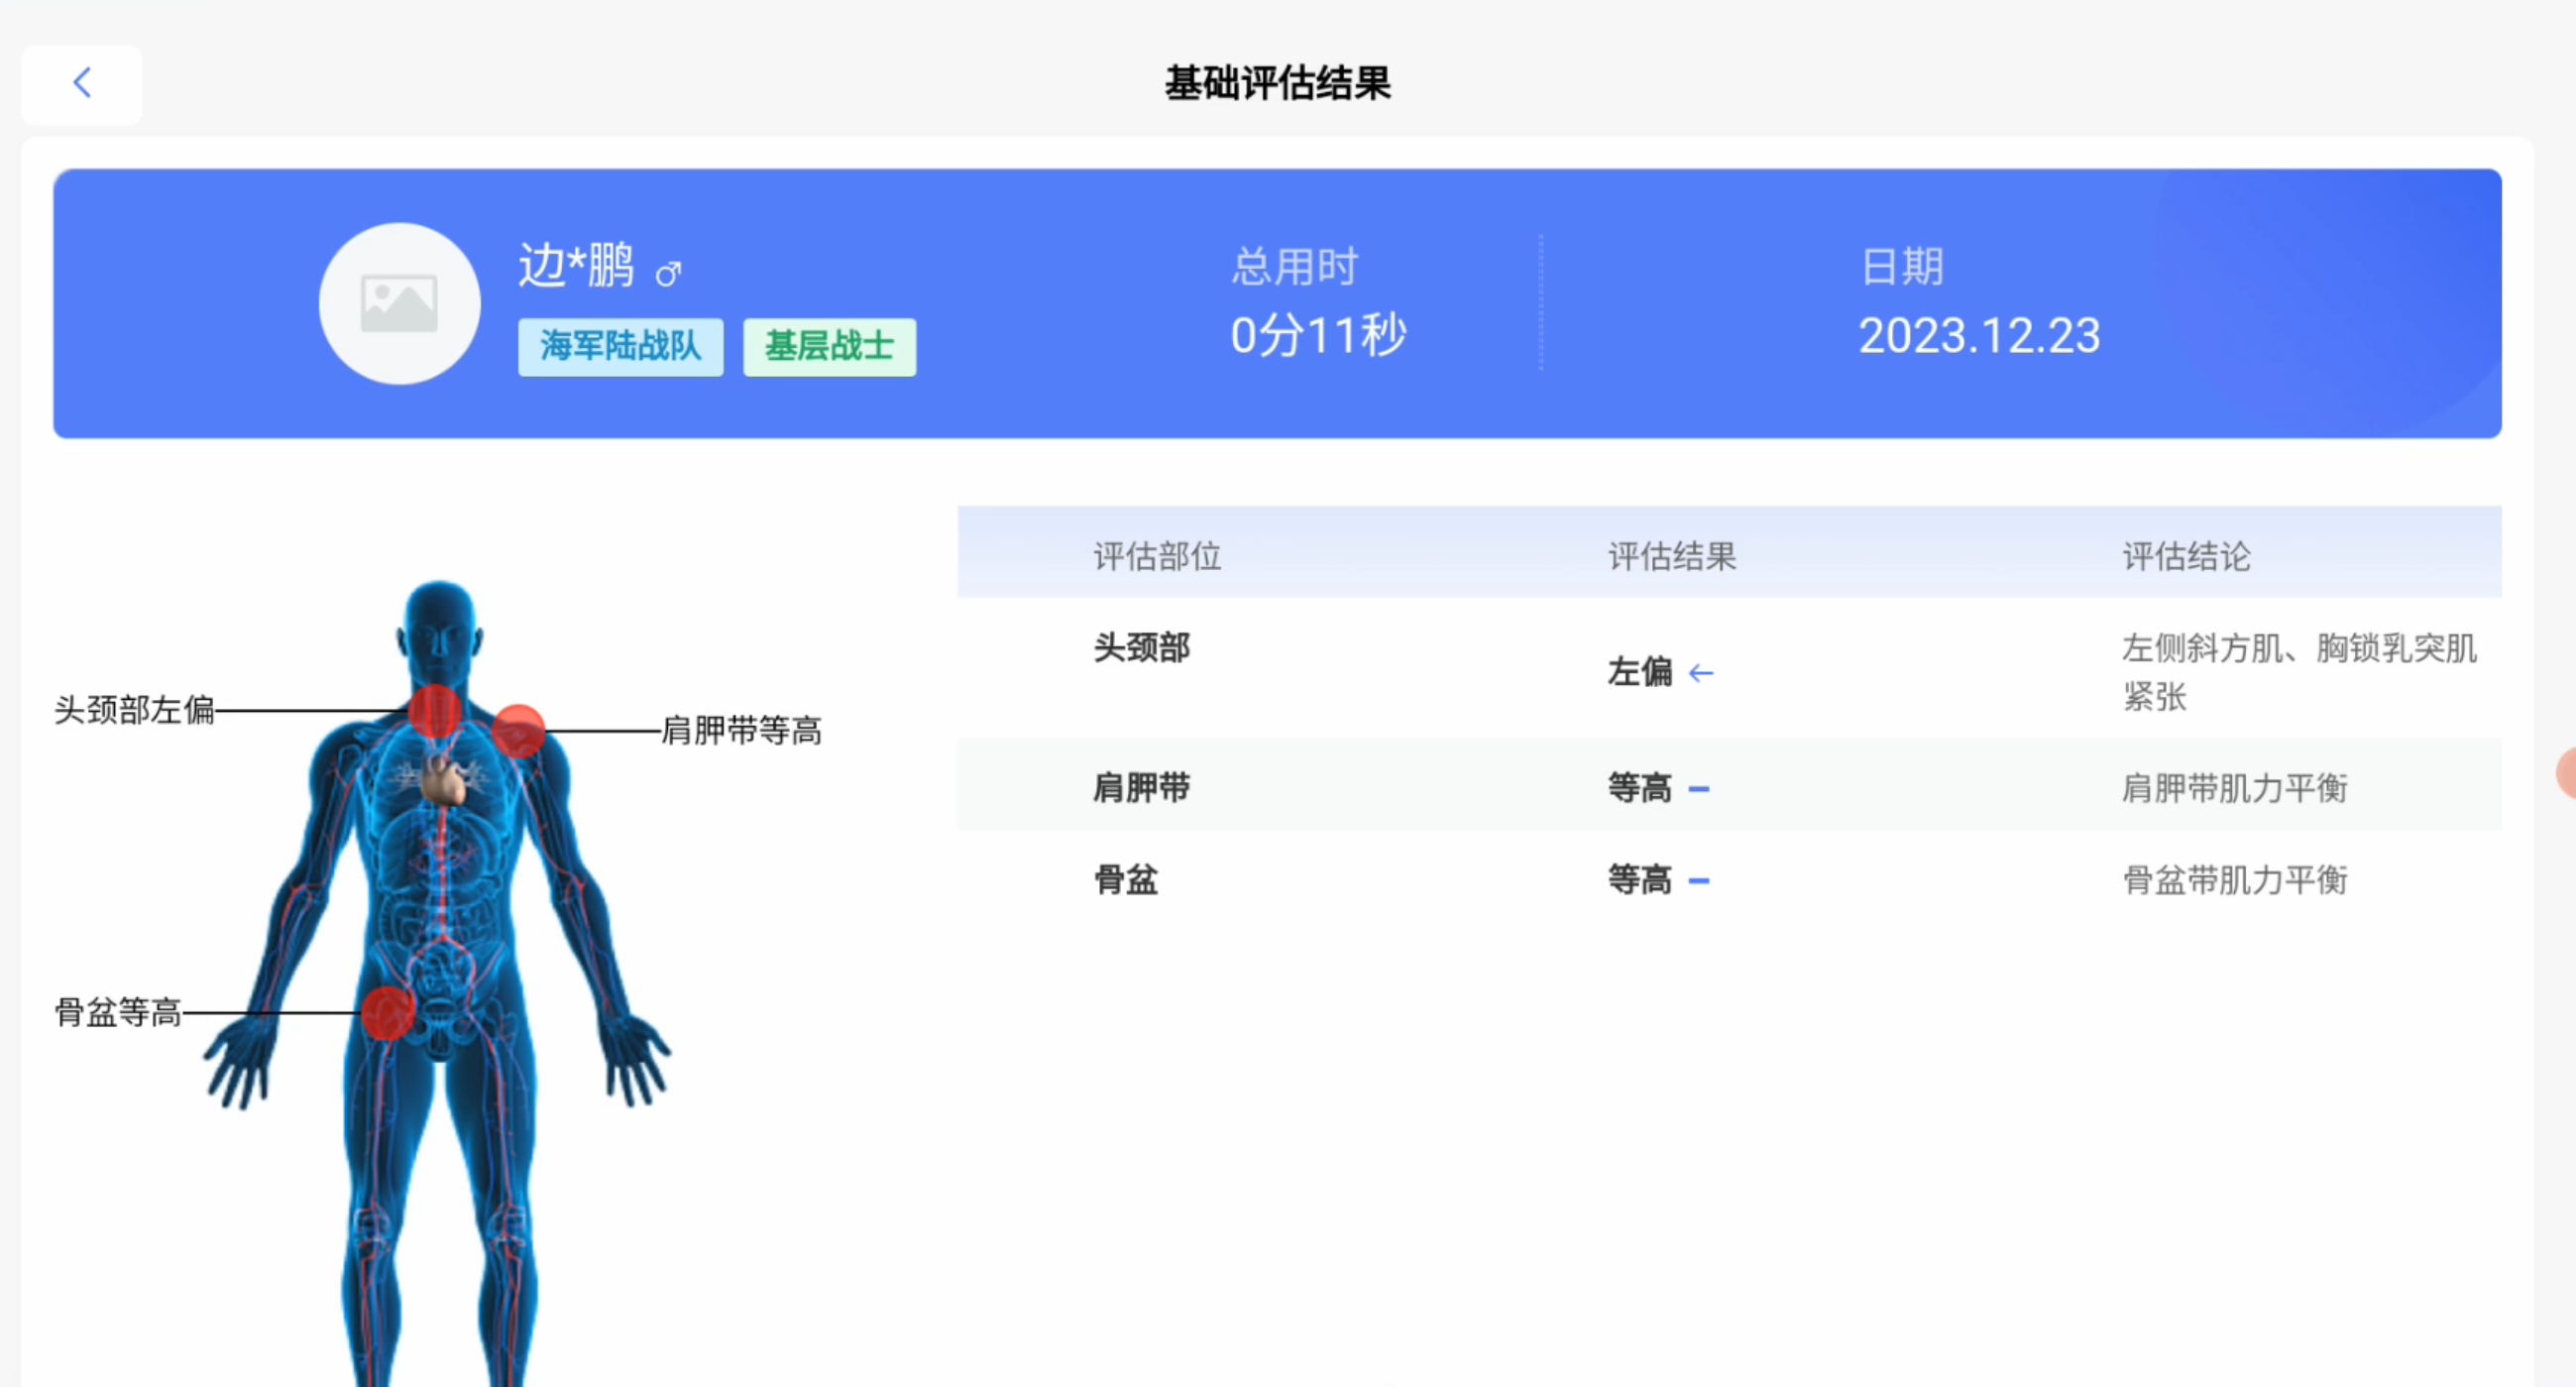 基础评估结果
边*鹏 ♂
海军陆战队 基层战士
总用时
0分11秒
日期
2023.12.23
头颈部左偏
肩胛带等高
骨盆等高
评估部位 评估结果 评估结论
头颈部 左偏 ← 左侧斜方肌、胸锁乳突肌
紧张
肩胛带 等高 肩胛带肌力平衡
骨盆 等高 骨盆带肌力平衡